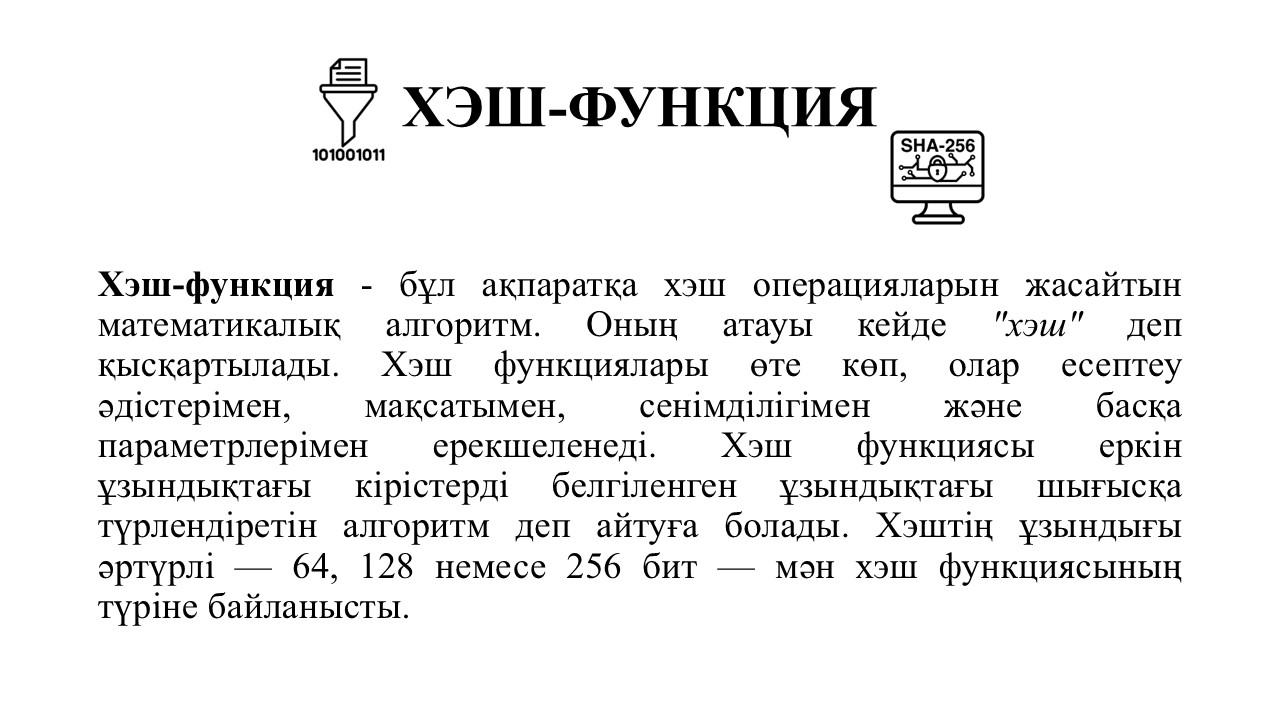 ХЭШ-ФУНКЦИЯ
101001011
SHA-256
Хэш-функция - бұл ақпаратқа хэш операцияларын жасайтын
математикалық алгоритм. Оның атауы кейде "хэш" деп
қысқартылады. Хэш функциялары өте көп, олар есептеу
әдістерімен, мақсатымен, сенімділігімен және басқа
параметрлерімен ерекшеленеді. Хэш функциясы еркін
ұзындықтағы кірістерді белгіленген ұзындықтағы шығысқа
түрлендіретін алгоритм деп айтуға болады. Хэштің ұзындығы
әртүрлі — 64, 128 немесе 256 бит — мән хэш функциясының
түріне байланысты.